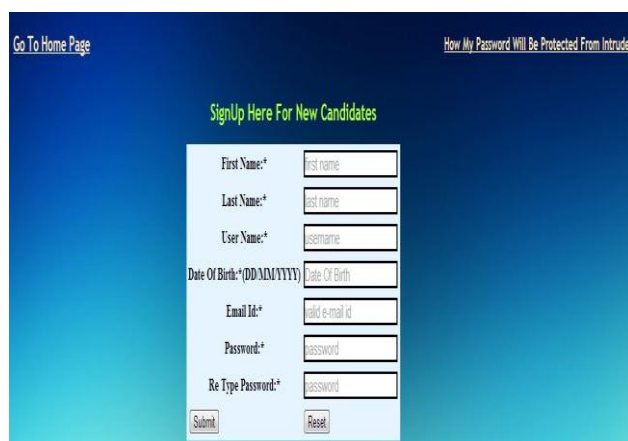 Go To Home Page
How My Password Will Be Protected From Intrude
SignUp Here For New Candidates
First Name:* first name
Last Name:* last name
User Name:* username
Date Of Birth:*(DD/MM/YYYY) Date Of Birth
Email Id:* valid e-mail id
Password:* password
Re Type Password:* password
Submit Reset